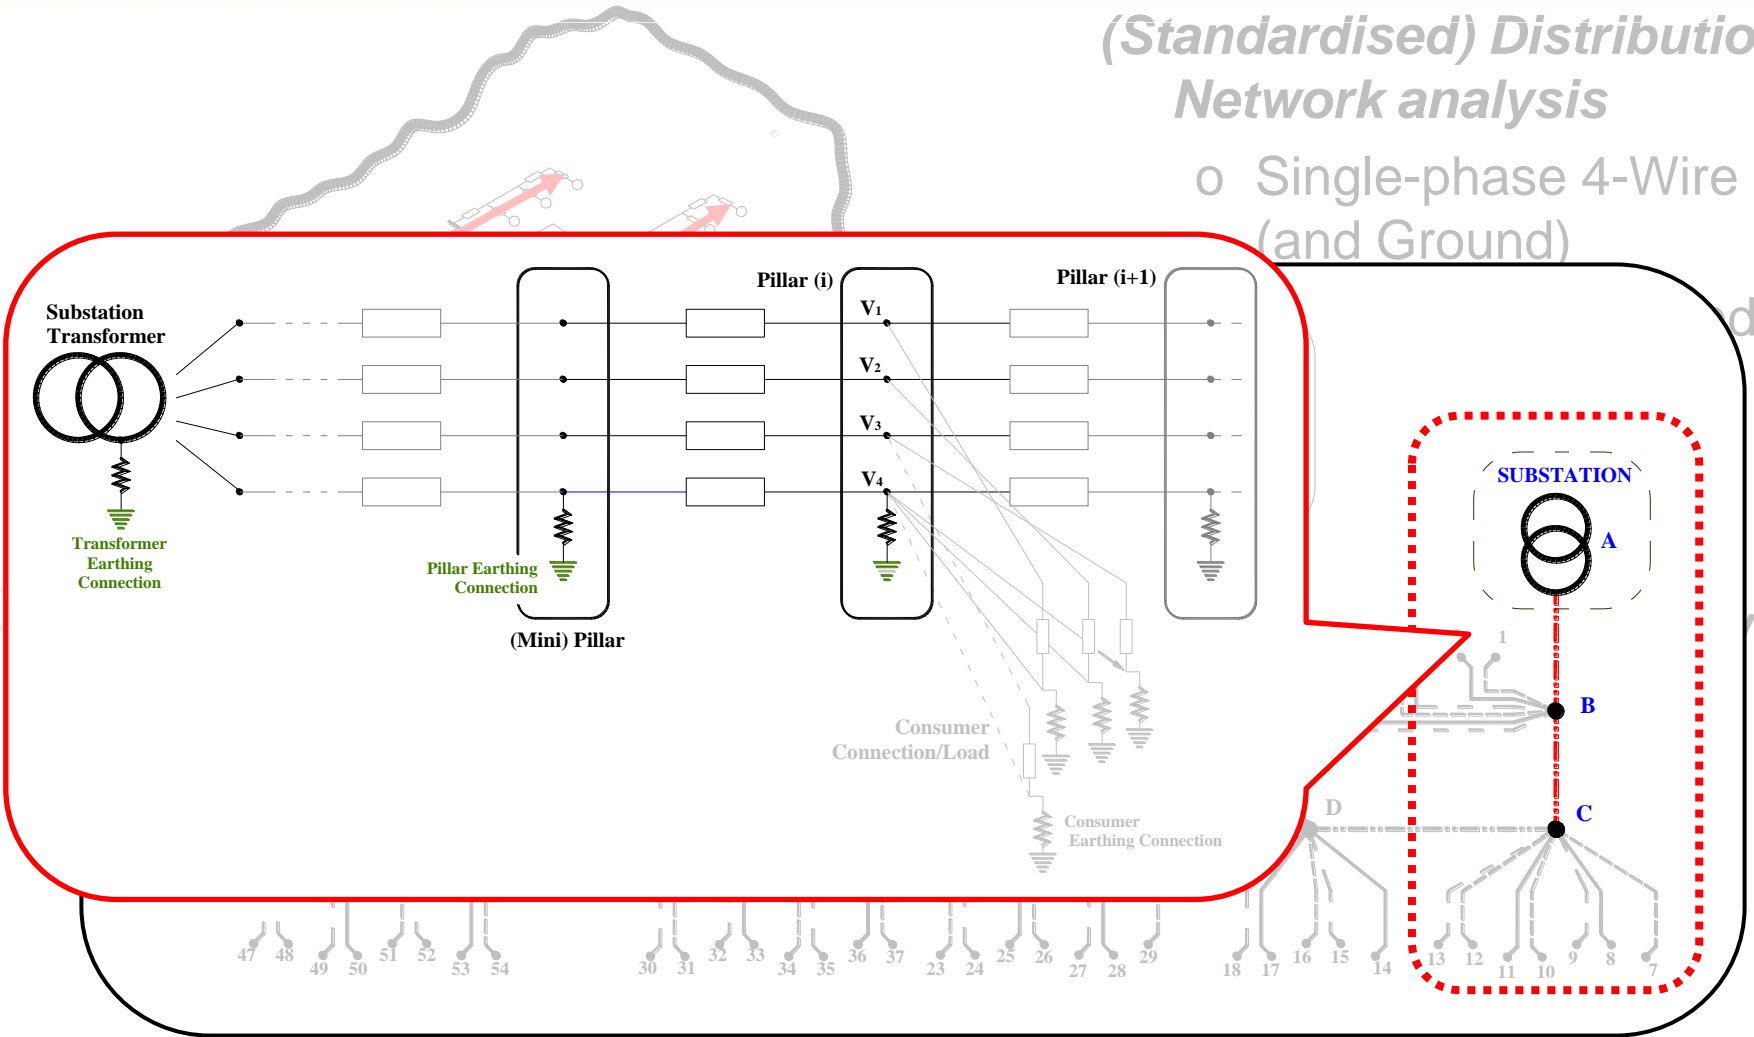 (Standardised) Distributio
Network analysis
o Single-phase 4-Wire
(and Ground)
Substation
Transformer
Transformer
Earthing
Connection
Pillar Earthing
Connection
(Mini) Pillar
Pillar (i)
Pillar (i+1)
V1
V2
V3
V4
Consumer
Connection/Load
Consumer
Earthing Connection
SUBSTATION
A
1
B
C
D
47 48 49 50 51 52 53 54 30 31 32 33 34 35 36 37 23 24 25 26 27 28 29 18 17 16 15 14 13 12 11 10 9 8 7